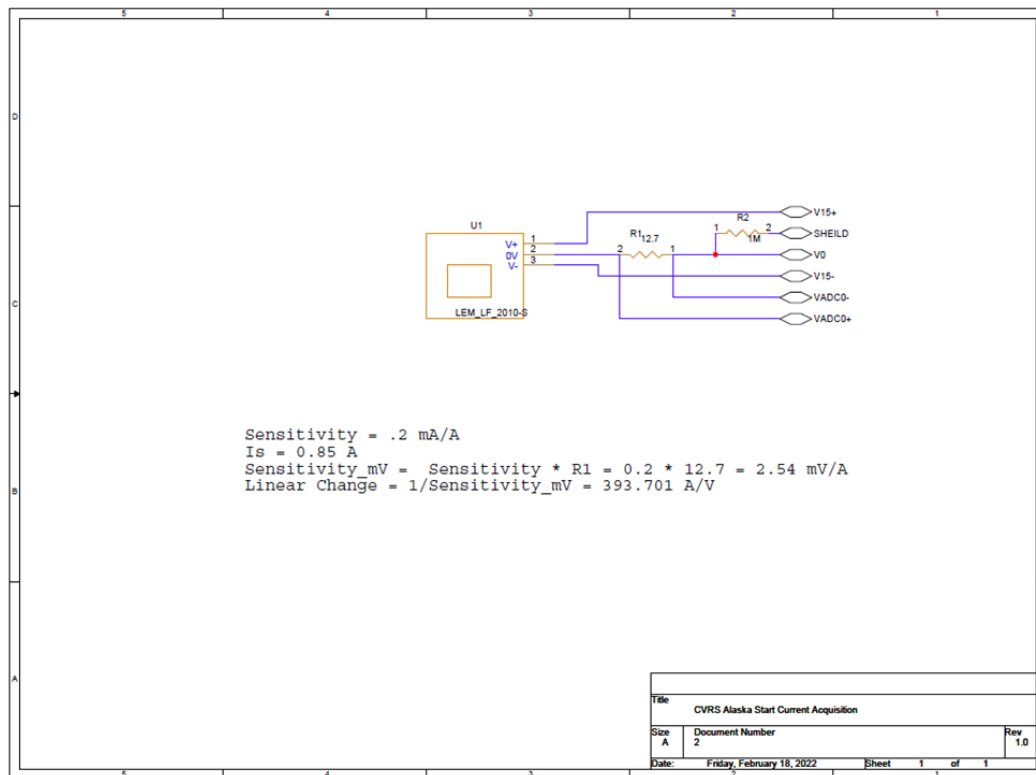 5 4 3 2 1
D
C
B
A
U1
V+ 1
0V 2
V- 3
LEM_LF_2010-S
R1
12.7
2 1
R2
1 2
1M
V15+
SHEILD
V0
V15-
VADC0-
VADC0+
Sensitivity = .2 mA/A
Is = 0.85 A
Sensitivity_mV = Sensitivity * R1 = 0.2 * 12.7 = 2.54 mV/A
Linear Change = 1/Sensitivity_mV = 393.701 A/V
Title
CVRS Alaska Start Current Acquisition
Size Document Number Rev
A 2 1.0
Date: Friday, February 18, 2022 Sheet 1 of 1
5 4 3 2 1